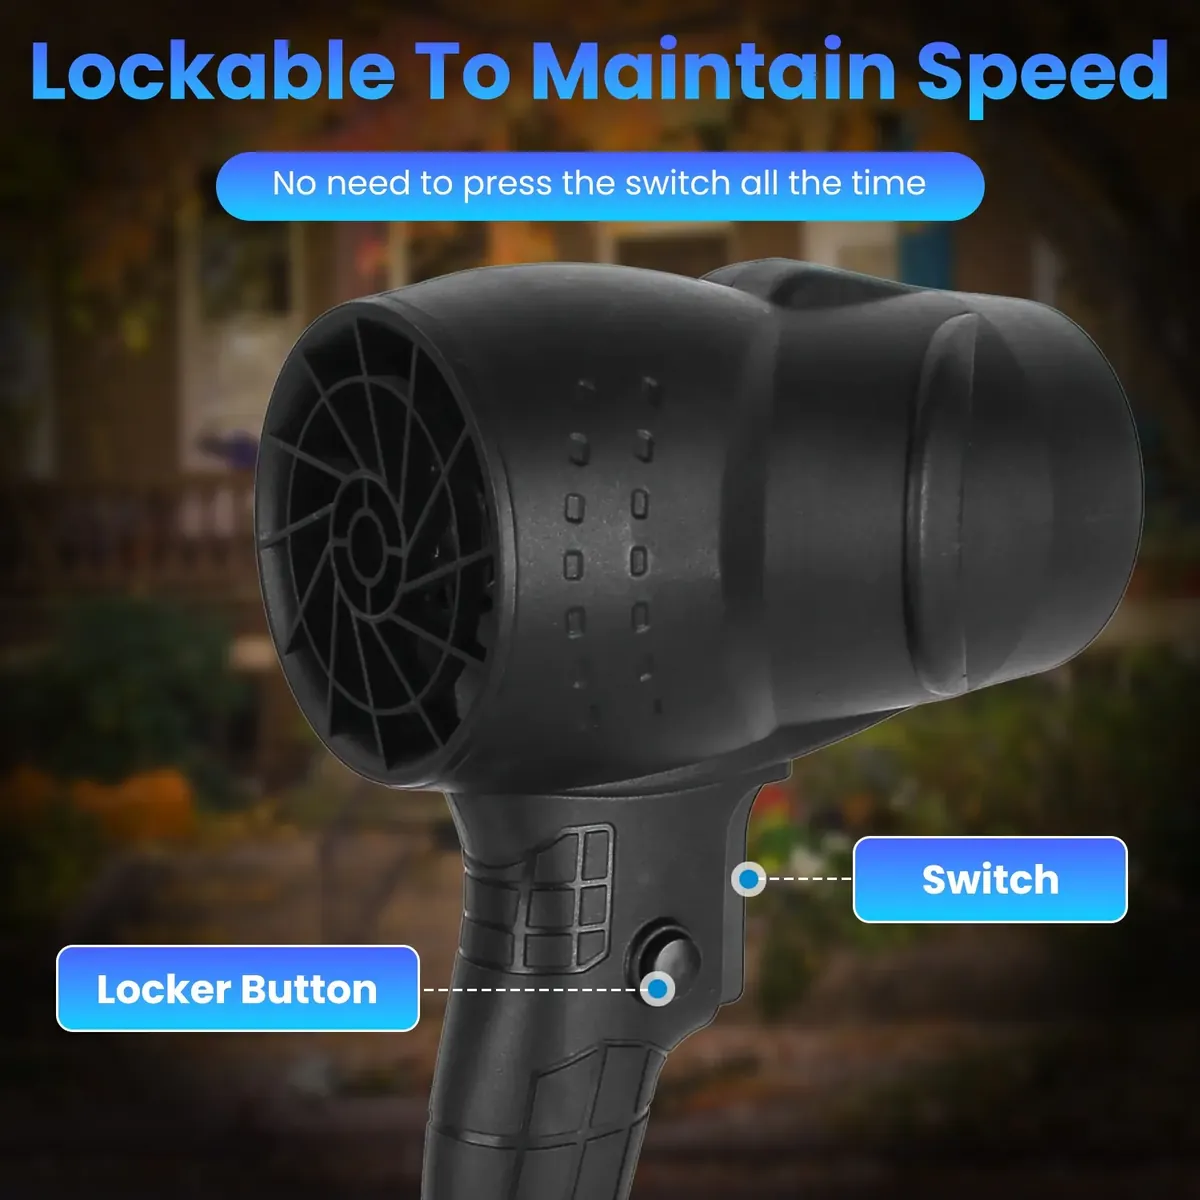 Lockable To Maintain Speed
No need to press the switch all the time
Switch
Locker Button